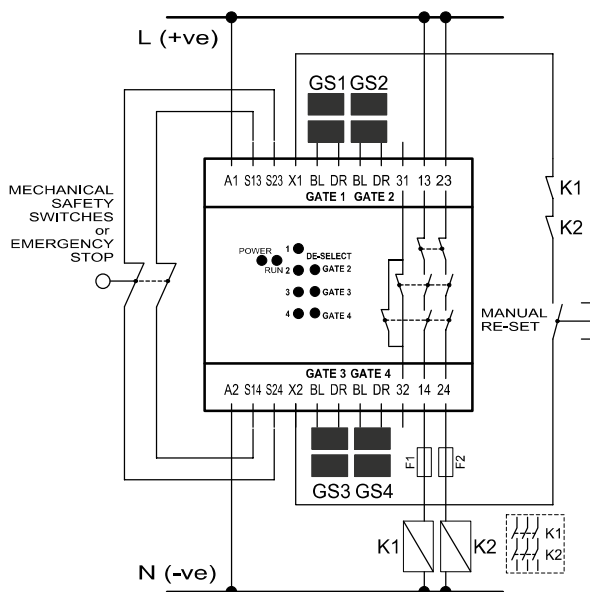 L (+ve)
GS1 GS2
A1 S13 S23 X1 BL DR BL DR 31 13 23
GATE 1 GATE 2
K1
K2
MECHANICAL
SAFETY
SWITCHES
or
EMERGENCY
STOP
POWER
RUN
1
DE-SELECT
2 GATE 2
3 GATE 3
4 GATE 4
MANUAL
RE-SET
GATE 3 GATE 4
A2 S14 S24 X2 BL DR BL DR 32 14 24
GS3 GS4
F1
F2
K1
K2
K1
K2
N (-ve)